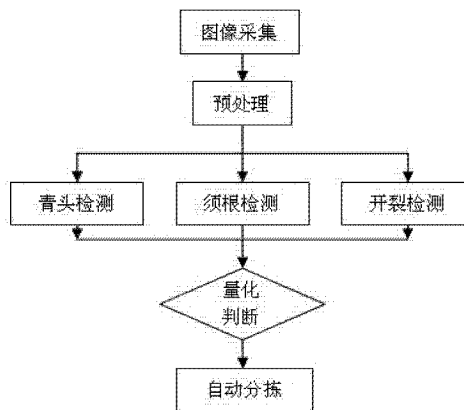 图像采集
预处理
青头检测
须根检测
开裂检测
量化
判断
自动分拣